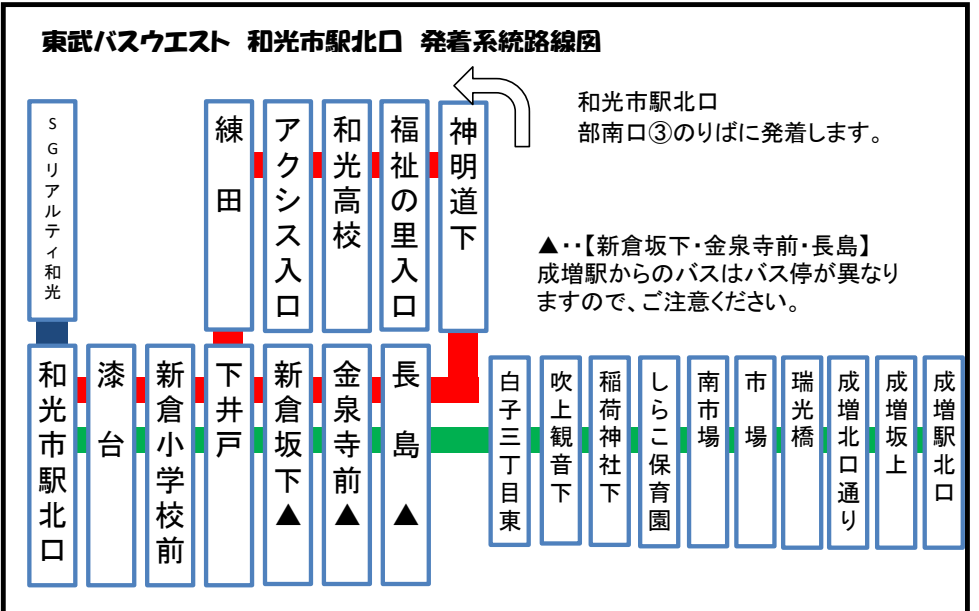 東武バスウエスト 和光市駅北口 発着系統路線図
和光市駅北口
部南口③のりばに発着します。
▲‥【新倉坂下・金泉寺前・長島】
成増駅からのバスはバス停が異なり
ますので、ご注意ください。
SGリアルティ和光
練田
アクシス入口
和光高校
福祉の里入口
神明道下
和光市駅北口
漆台
新倉小学校前
下井戸
新倉坂下▲
金泉寺前▲
長島▲
白子三丁目東
吹上観音下
稲荷神社下
しらこ保育園
南市場
市場
瑞光橋
成増北口通り
成増坂上
成増駅北口